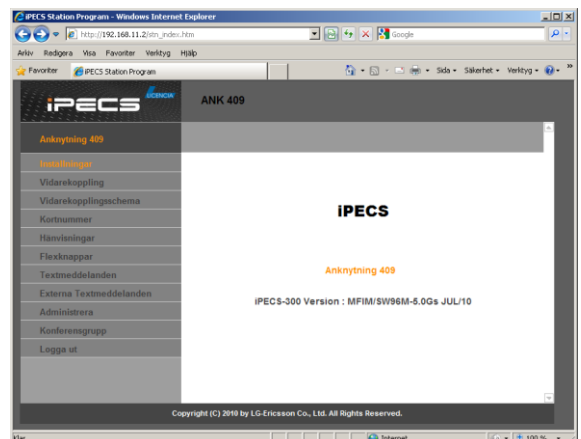 iPECS Station Program - Windows Internet Explorer
http://192.168.11.2/stn_index.htm
Google
Arkiv Redigera Visa Favoriter Verktyg Hjälp
Favoriter iPECS Station Program
Sida Säkerhet Verktyg
iPECS LICENCIA
ANK 409
Anknytning 409
Inställningar
Vidarekoppling
Vidarekopplingsschema
Kortnummer
Hänvisningar
Flexknappar
Textmeddelanden
Externa Textmeddelanden
Administrera
Konferensgrupp
Logga ut
iPECS
Anknytning 409
iPECS-300 Version : MFIM/SW96M-5.0Gs JUL/10
Copyright (C) 2010 by LG-Ericsson Co., Ltd. All Rights Reserved.
Klar Internet 100 %